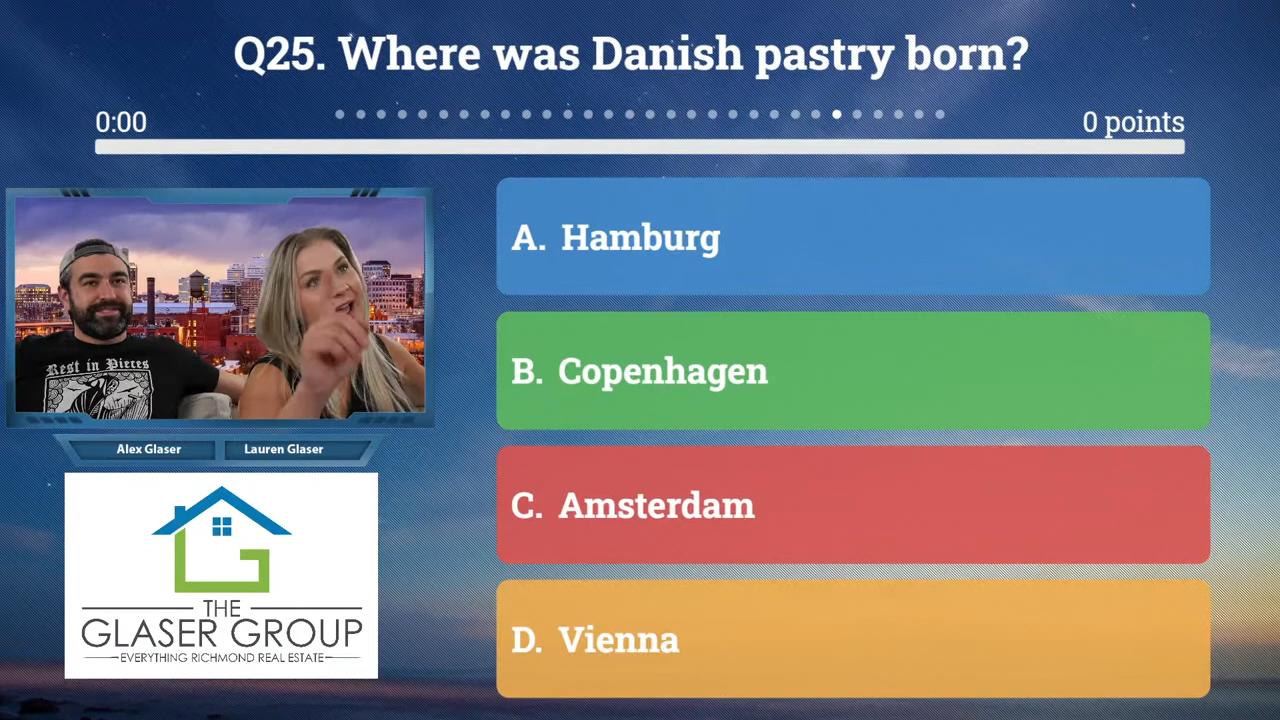 Q25. Where was Danish pastry born?
0:00
0 points
A. Hamburg
B. Copenhagen
C. Amsterdam
D. Vienna
Rest in Pieces
Alex Glaser
Lauren Glaser
THE
GLASER GROUP
EVERYTHING RICHMOND REAL ESTATE